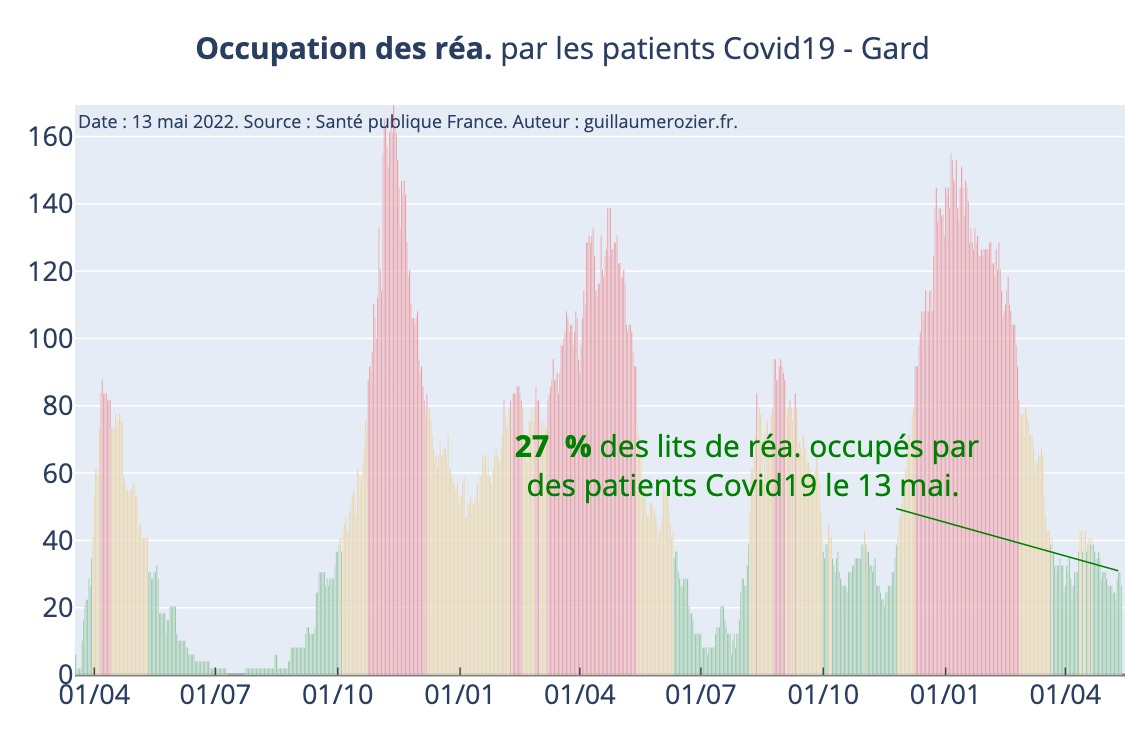 Occupation des réa. par les patients Covid19 - Gard
Date : 13 mai 2022. Source : Santé publique France. Auteur : guillaumerozier.fr.
160
140
120
100
80
60
40
20
0
27 % des lits de réa. occupés par
des patients Covid19 le 13 mai.
01/04 01/07 01/10 01/01 01/04 01/07 01/10 01/01 01/04